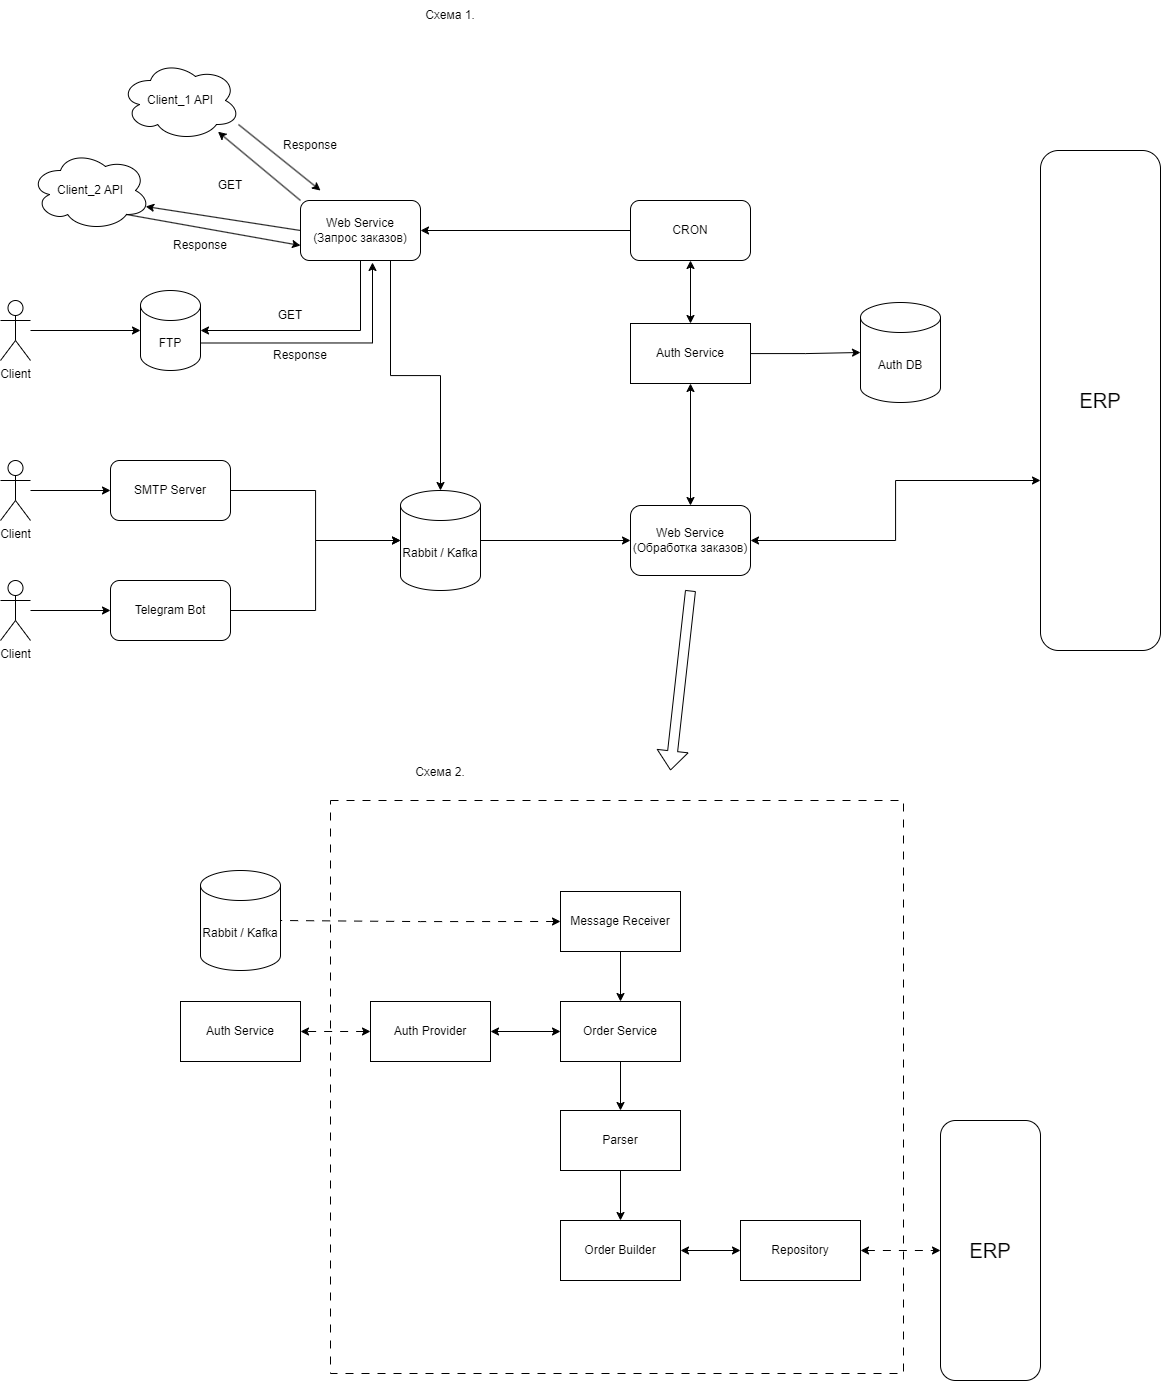 Схема 1.
Client_1 API
Response
Client_2 API
GET
Web Service
(Запрос заказов)
CRON
Response
GET
FTP
Response
Client
Auth Service
Auth DB
ERP
SMTP Server
Client
Rabbit / Kafka
Web Service
(Обработка заказов)
Telegram Bot
Client
Схема 2.
Rabbit / Kafka
Message Receiver
Auth Service
Auth Provider
Order Service
Parser
Order Builder
Repository
ERP